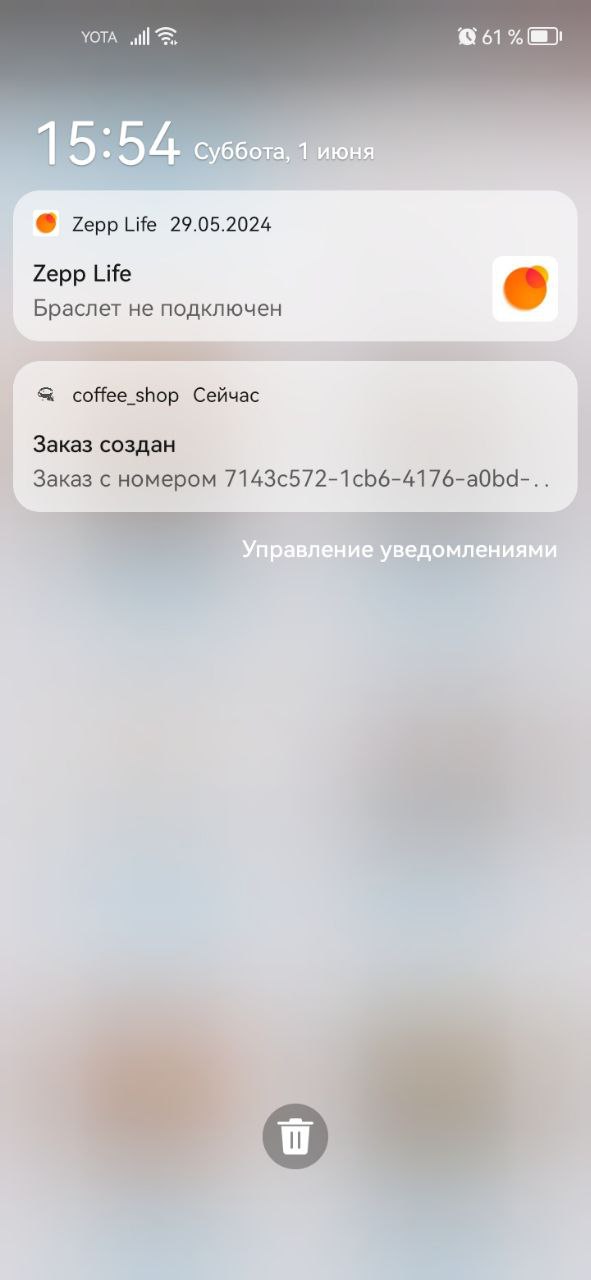 YOTA 61 %
15:54 Суббота, 1 июня
Zepp Life 29.05.2024
Zepp Life
Браслет не подключен
coffee_shop Сейчас
Заказ создан
Заказ с номером 7143c572-1cb6-4176-a0bd-..
Управление уведомлениями